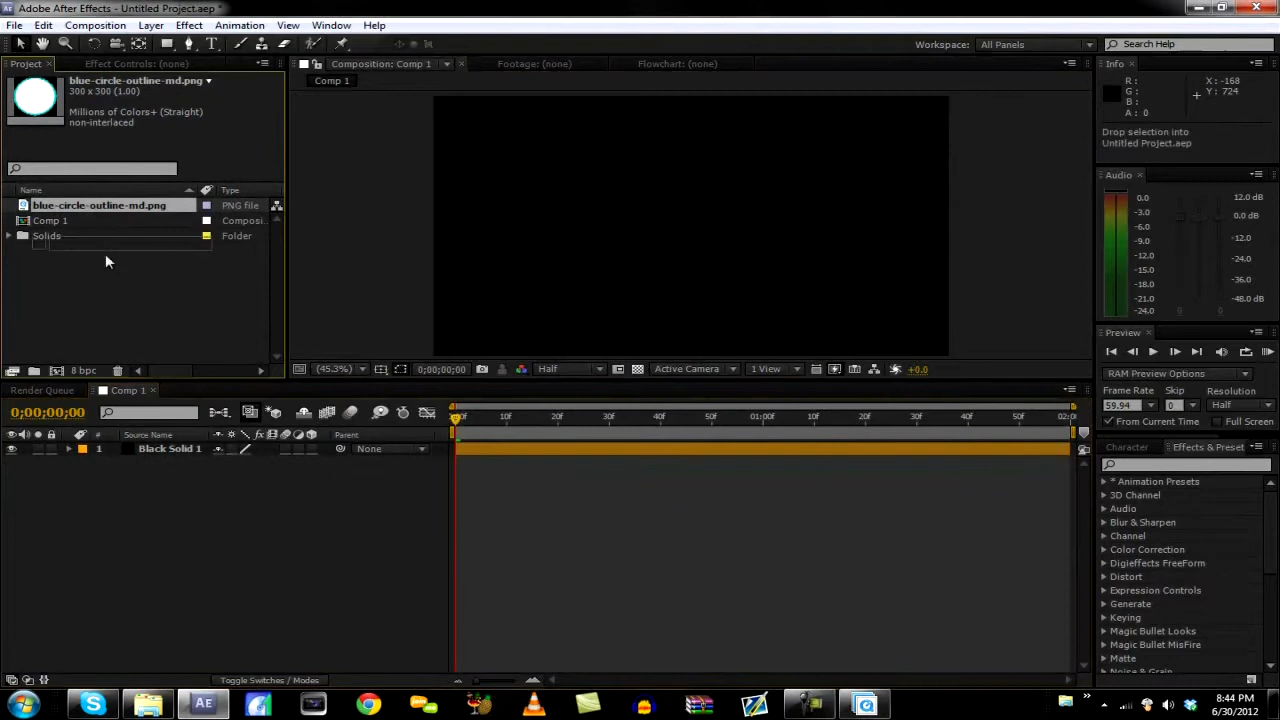 Adobe After Effects - Untitled Project.aep *
File Edit Composition Layer Effect Animation View Window Help
Workspace: All Panels Search Help
Project Effect Controls: (none) Composition: Comp 1 Footage: (none) Flowchart: (none) Info
blue-circle-outline-md.png
300 x 300 (1.00)
Millions of Colors+ (Straight)
non-interlaced
Comp 1
R: X: -168
G: Y: 724
B:
A: 0
Drop selection into
Untitled Project.aep
Name Type
blue-circle-outline-md.png PNG file
Comp 1 Composi...
Solids Folder
Audio
0.0 12.0 dB
-3.0
-6.0 0.0 dB
-9.0
-12.0 -12.0
-15.0 -24.0
-18.0 -36.0
-21.0
-24.0 -48.0 dB
8 bpc (45.3%) 0;00;00;00 Half Active Camera 1 View +0.0
Preview
RAM Preview Options
Frame Rate Skip Resolution
59.94 0 Half
From Current Time Full Screen
Render Queue Comp 1
0;00;00;00
10f 20f 30f 40f 50f 01:00f 10f 20f 30f 40f 50f
# Source Name Parent
1 Black Solid 1 None
Character Effects & Preset
* Animation Presets
3D Channel
Audio
Blur & Sharpen
Channel
Color Correction
Digieffects FreeForm
Distort
Expression Controls
Generate
Keying
Magic Bullet Looks
Magic Bullet MisFire
Matte
Noise & Grain
Toggle Switches / Modes
Ae
8:44 PM
6/30/2012